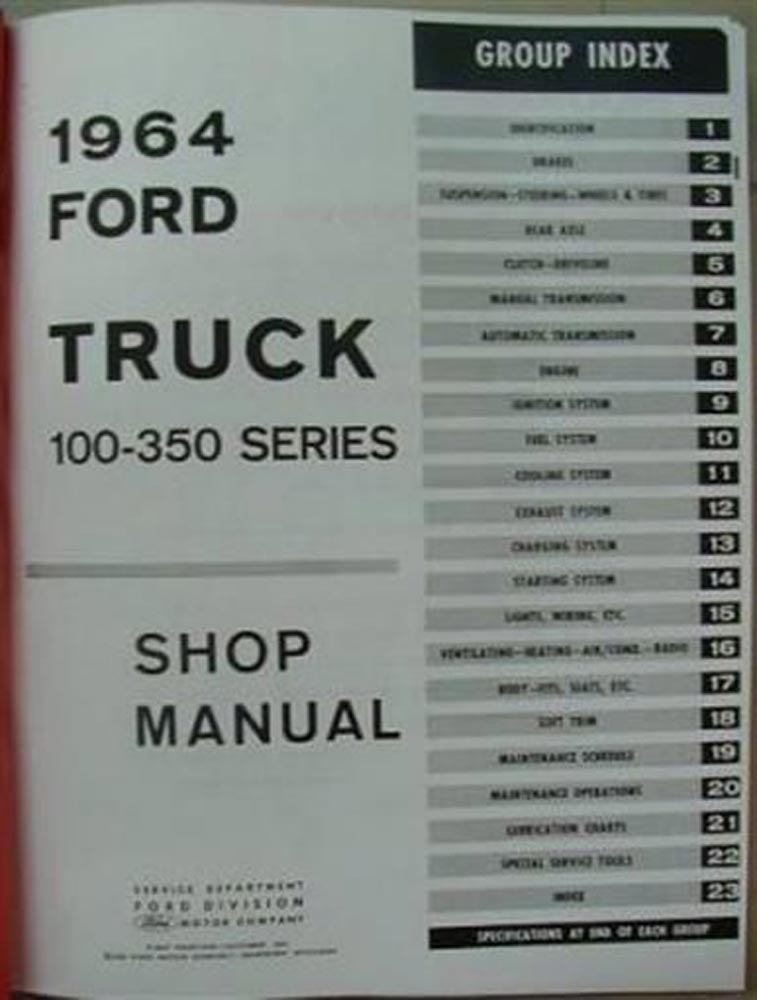 1964
FORD
TRUCK
100-350 SERIES
SHOP
MANUAL
SERVICE DEPARTMENT
FORD DIVISION
Ford MOTOR COMPANY
GROUP INDEX
IDENTIFICATION 1
BRAKES 2
SUSPENSION-STEERING-WHEELS & TIRES 3
REAR AXLE 4
CLUTCH-DRIVELINE 5
MANUAL TRANSMISSION 6
AUTOMATIC TRANSMISSION 7
ENGINE 8
IGNITION SYSTEM 9
FUEL SYSTEM 10
COOLING SYSTEM 11
EXHAUST SYSTEM 12
CHARGING SYSTEM 13
STARTING SYSTEM 14
LIGHTS, WIRING, ETC. 15
VENTILATING-HEATING-AIR/COND.-RADIO 16
BODY- SEATS, ETC. 17
SOFT TRIM 18
MAINTENANCE SCHEDULE 19
MAINTENANCE OPERATIONS 20
LUBRICATION CHARTS 21
SPECIAL SERVICE TOOLS 22
INDEX 23
SPECIFICATIONS AT END OF EACH GROUP